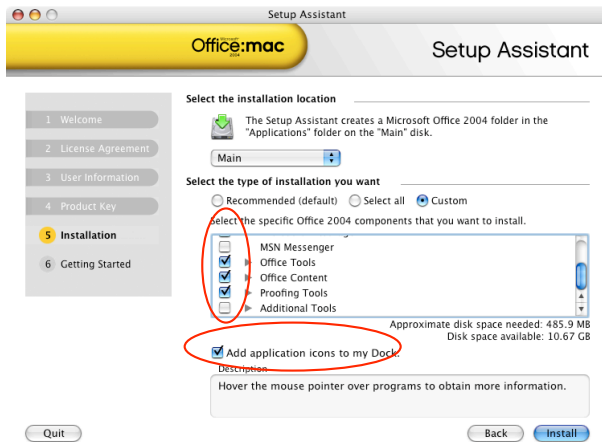 Setup Assistant
Microsoft
Office:mac
2004
Setup Assistant
1 Welcome
2 License Agreement
3 User Information
4 Product Key
5 Installation
6 Getting Started
Select the installation location
The Setup Assistant creates a Microsoft Office 2004 folder in the
"Applications" folder on the "Main" disk.
Main
Select the type of installation you want
Recommended (default) Select all Custom
Select the specific Office 2004 components that you want to install.
MSN Messenger
Office Tools
Office Content
Proofing Tools
Additional Tools
Approximate disk space needed: 485.9 MB
Disk space available: 10.67 GB
Add application icons to my Dock.
Description
Hover the mouse pointer over programs to obtain more information.
Quit Back Install